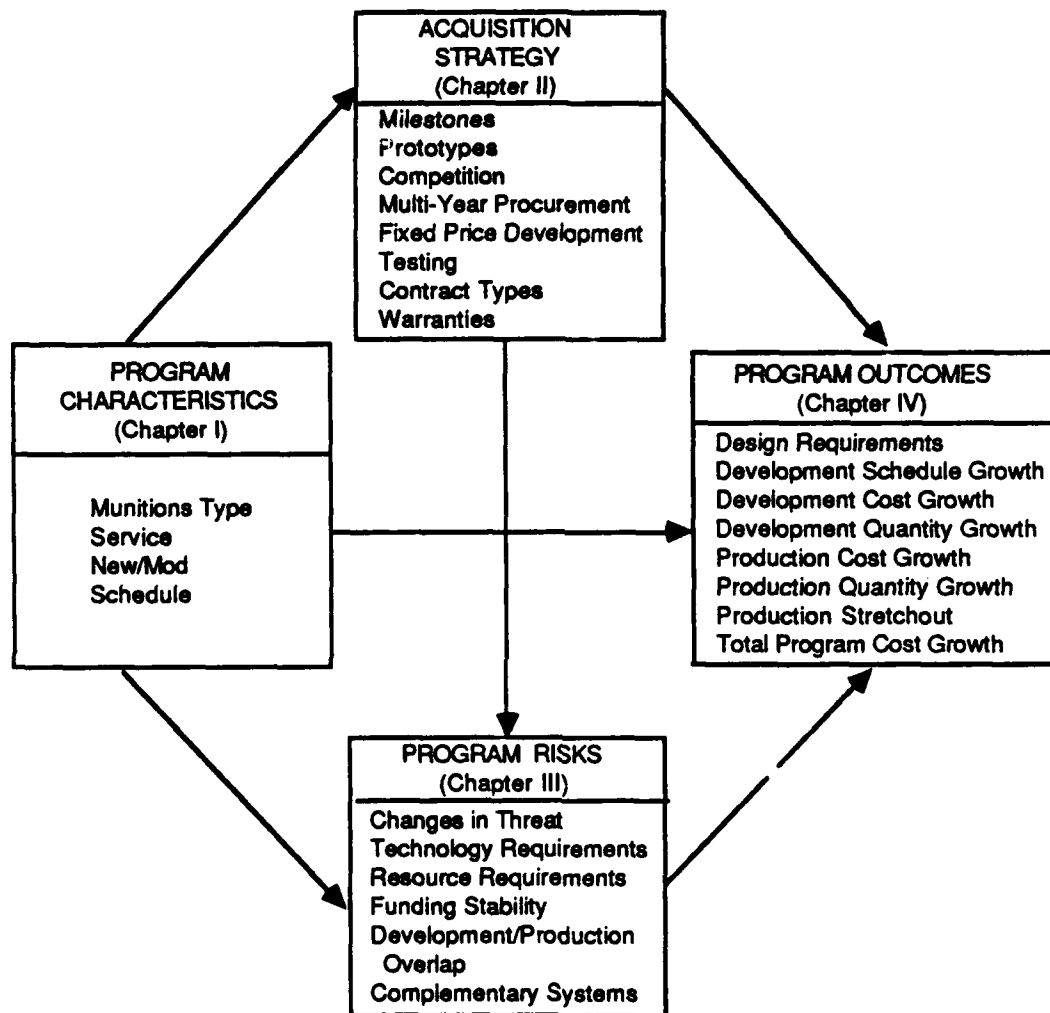 ACQUISITION
STRATEGY
(Chapter II)
Milestones
Prototypes
Competition
Multi-Year Procurement
Fixed Price Development
Testing
Contract Types
Warranties
PROGRAM
CHARACTERISTICS
(Chapter I)
Munitions Type
Service
New/Mod
Schedule
PROGRAM OUTCOMES
(Chapter IV)
Design Requirements
Development Schedule Growth
Development Cost Growth
Development Quantity Growth
Production Cost Growth
Production Quantity Growth
Production Stretchout
Total Program Cost Growth
PROGRAM RISKS
(Chapter III)
Changes in Threat
Technology Requirements
Resource Requirements
Funding Stability
Development/Production
Overlap
Complementary Systems